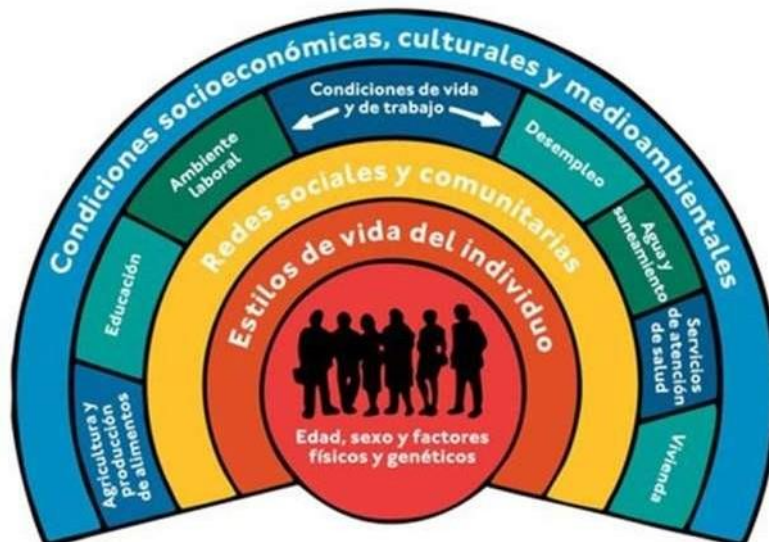 Condiciones socioeconómicas, culturales y medioambientales
Condiciones de vida
y de trabajo
Ambiente
laboral
Desempleo
Redes sociales y comunitarias
Agua y
saneamiento
Educación
Estilos de vida del individuo
Servicios
de atención
de salud
Agricultura y
producción
de alimentos
Vivienda
Edad, sexo y factores
físicos y genéticos